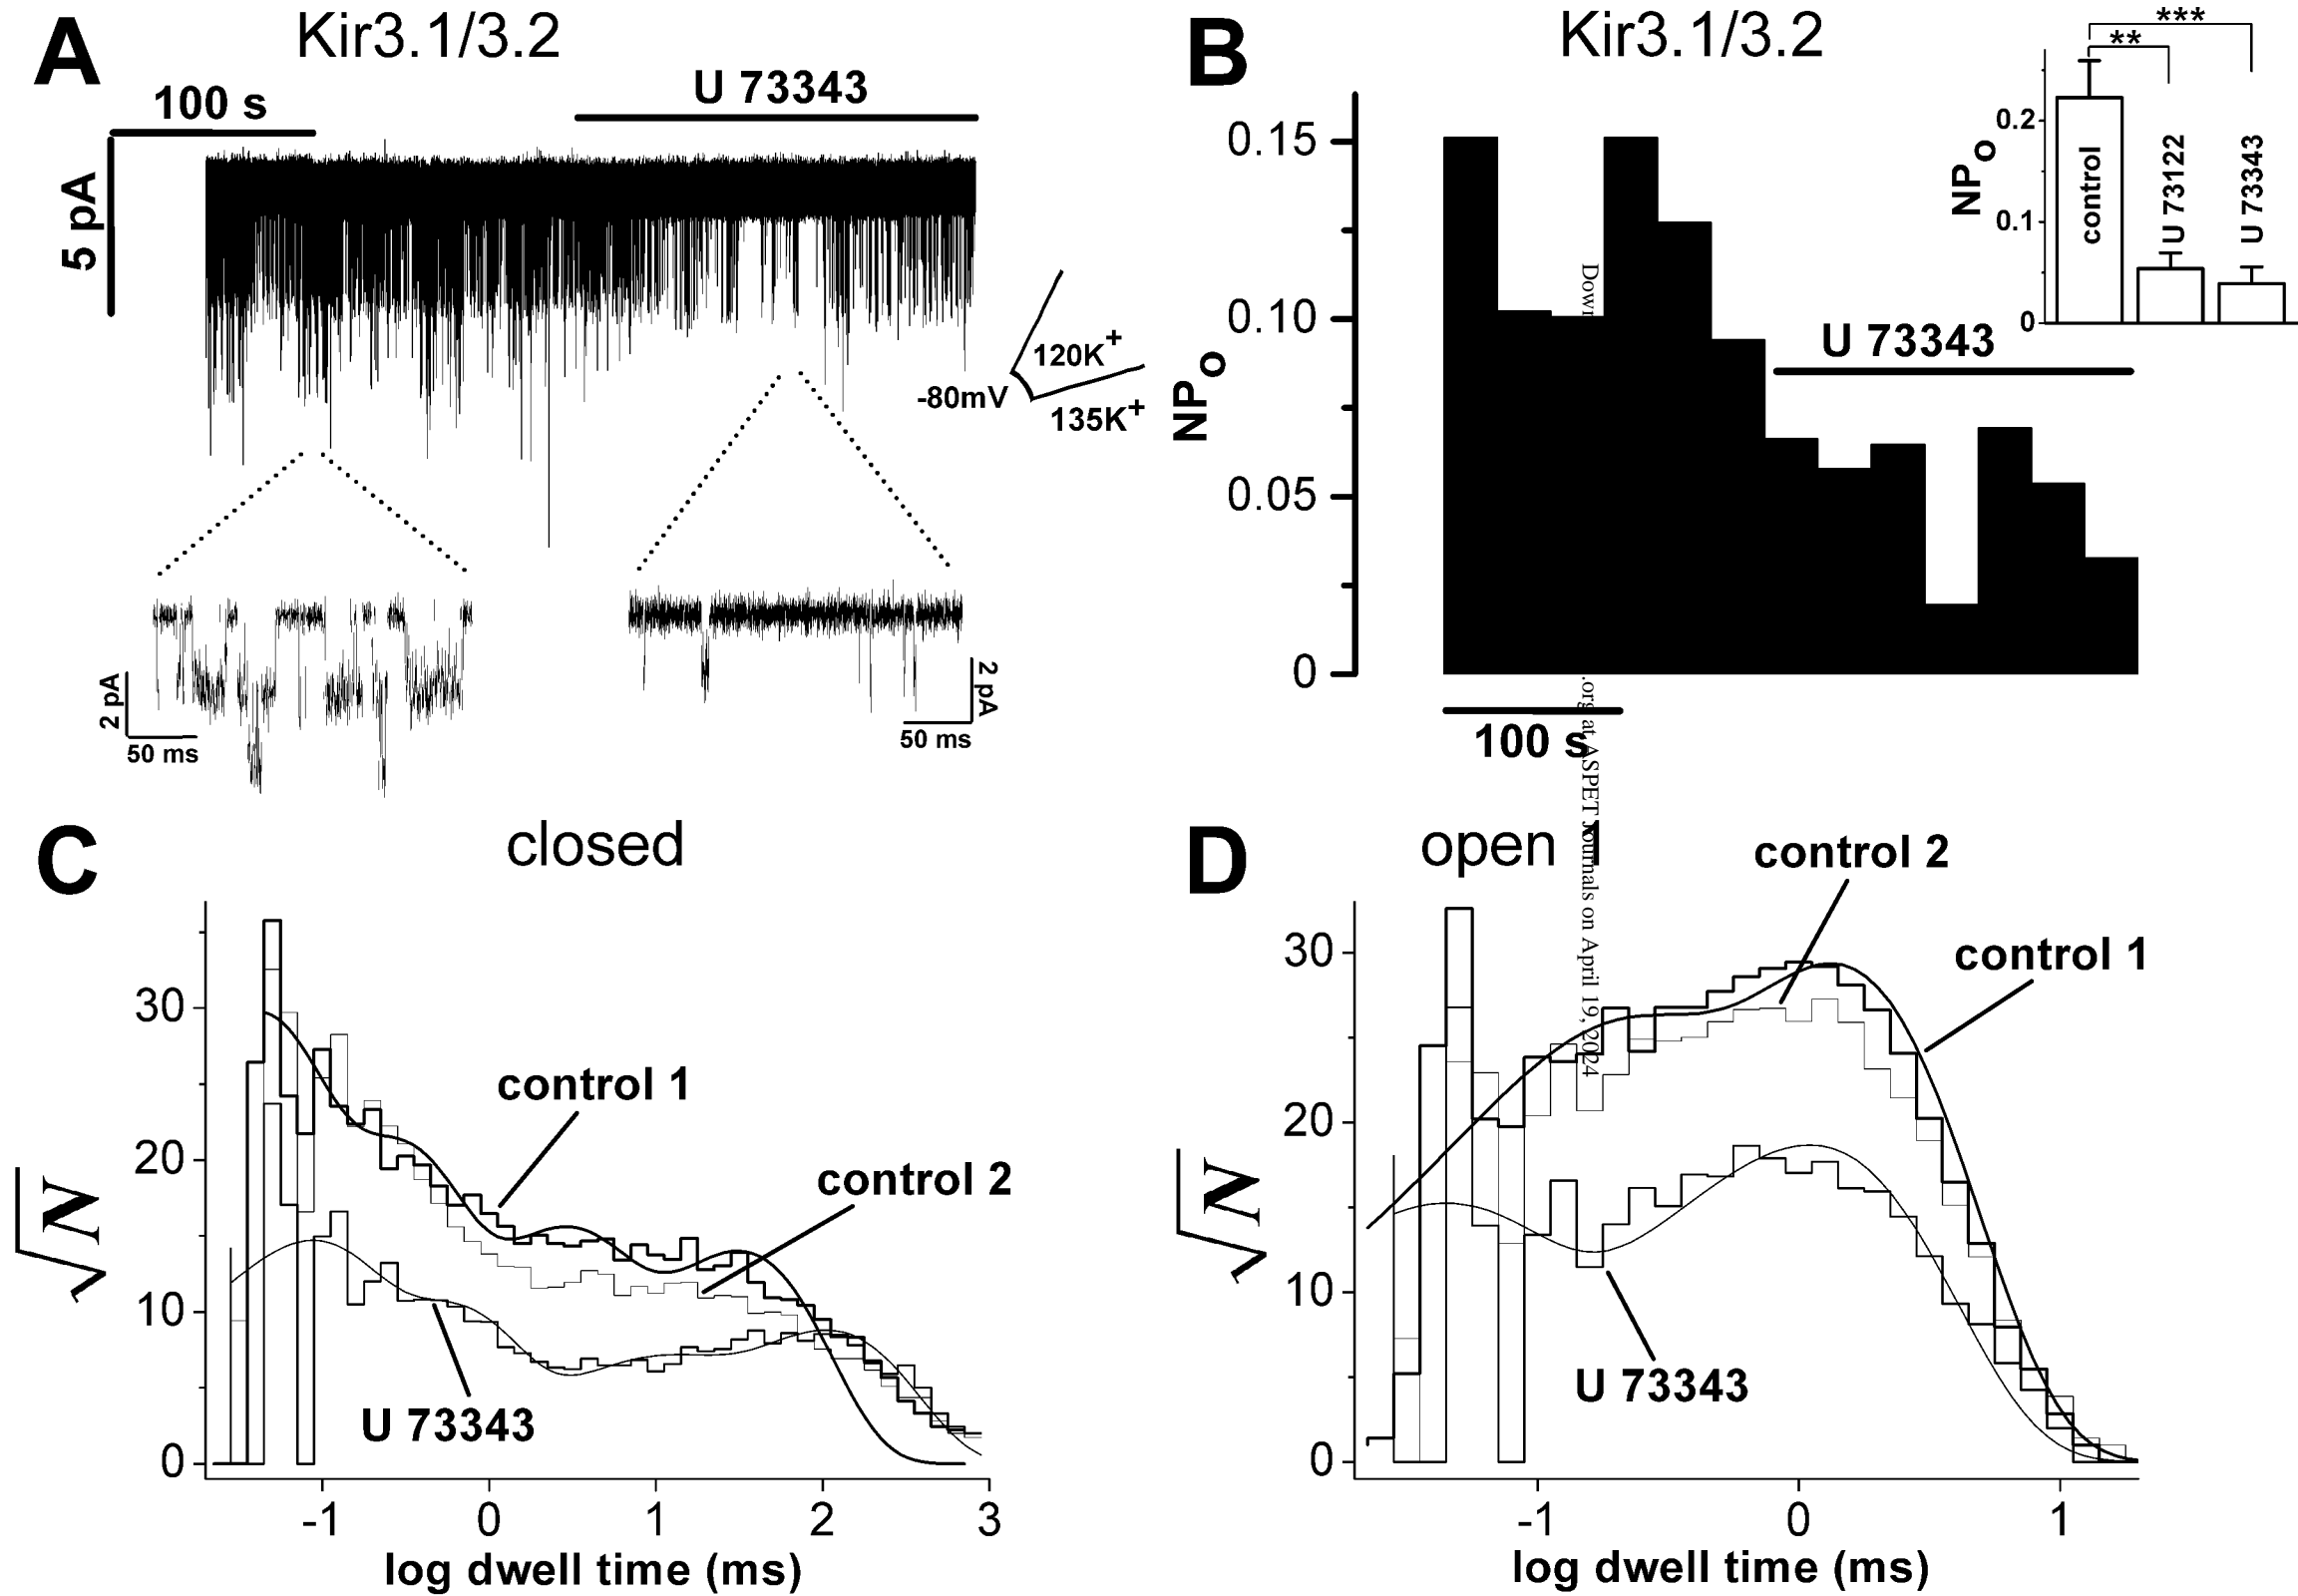 A
Kir3.1/3.2
100 s
U 73343
5 pA
120K+
-80mV
135K+
2 pA
50 ms
2 pA
50 ms
B
Kir3.1/3.2
***
**
0.15
0.10
0.05
0
NPO
U 73343
100 s
NPO
0.2
0.1
0
control
U 73122
U 73343
Down
.org at ASPET Journals on April 19, 2024
C
closed
30
20
10
0
√N
control 1
control 2
U 73343
-1 0 1 2 3
log dwell time (ms)
D
open 1
control 2
control 1
30
20
10
0
√N
U 73343
-1 0 1
log dwell time (ms)